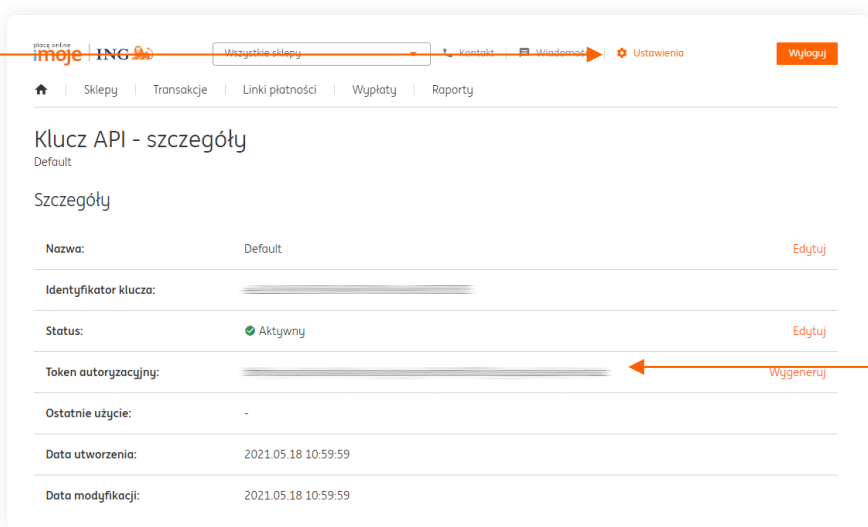 płacę online
imoje ING Wszystkie sklepy Kontakt Wiadomości Ustawienia Wyloguj
Sklepy Transakcje Linki płatności Wypłaty Raporty
Klucz API - szczegóły
Default
Szczegóły
Nazwa: Default Edytuj
Identyfikator klucza:
Status: Aktywny Edytuj
Token autoryzacyjny: Wygeneruj
Ostatnie użycie: -
Data utworzenia: 2021.05.18 10:59:59
Data modyfikacji: 2021.05.18 10:59:59